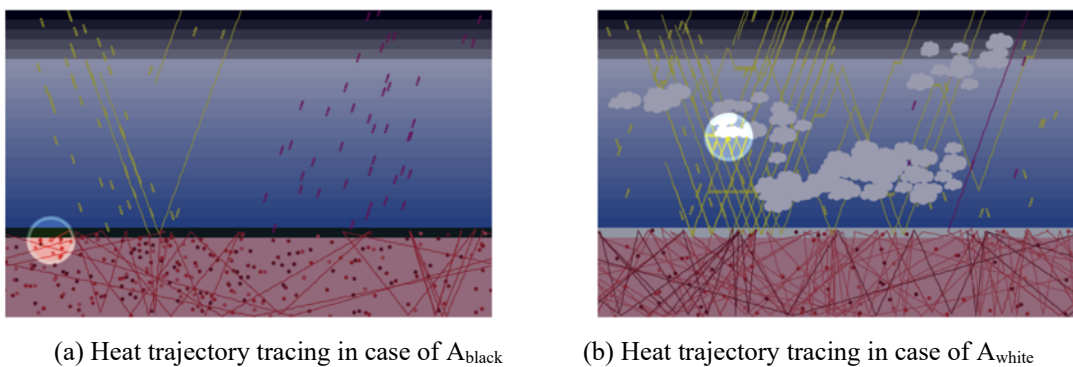 (a) Heat trajectory tracing in case of Ablack
(b) Heat trajectory tracing in case of Awhite